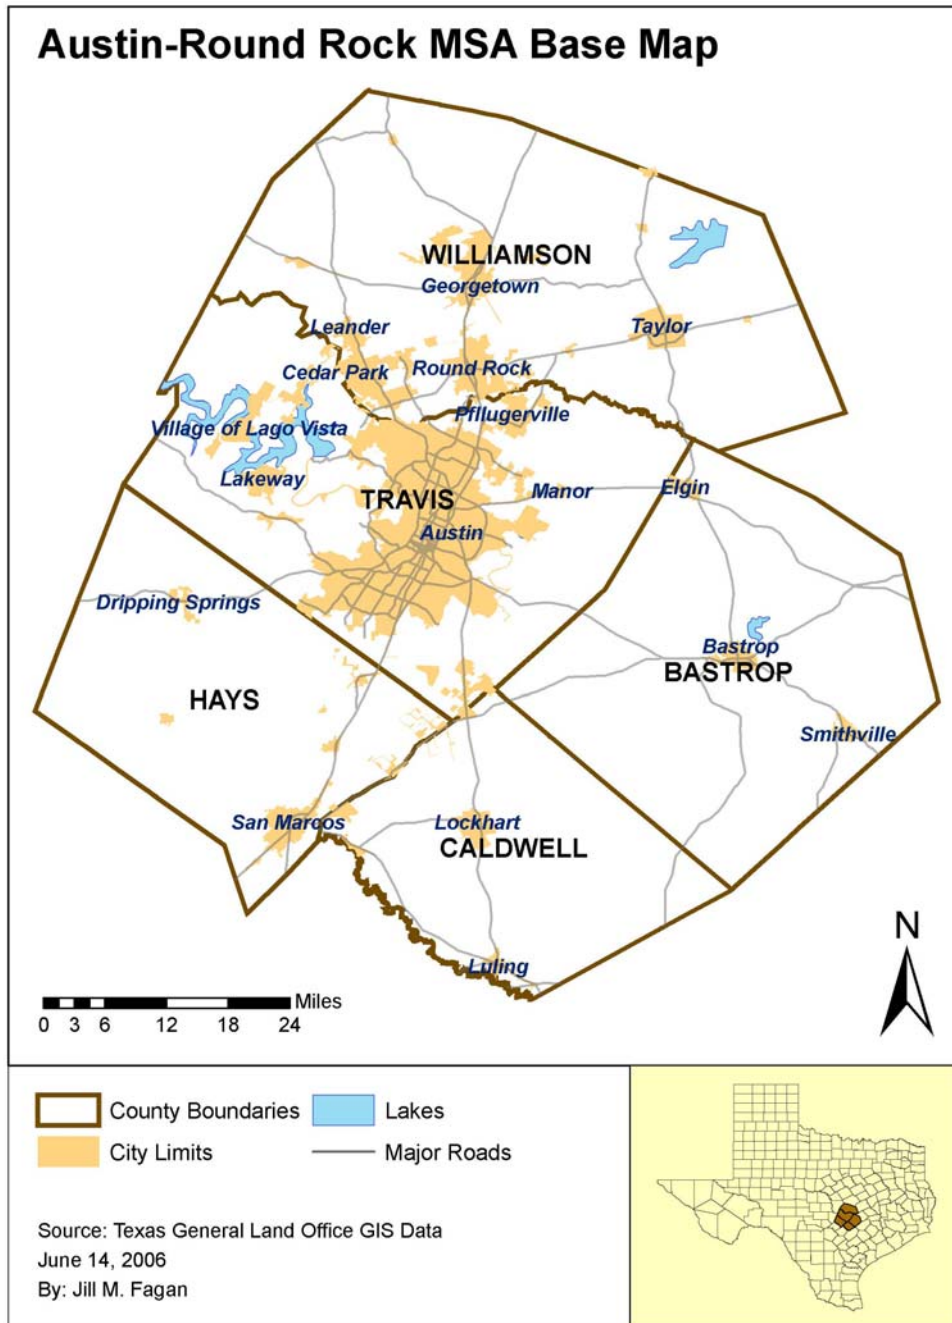 Austin-Round Rock MSA Base Map
WILLIAMSON
Georgetown
Leander
Taylor
Cedar Park
Round Rock
Pfllugerville
Village of Lago Vista
Lakeway
TRAVIS
Manor
Elgin
Austin
Dripping Springs
Bastrop
BASTROP
HAYS
Smithville
San Marcos
Lockhart
CALDWELL
Luling
N
Miles
0 3 6 12 18 24
County Boundaries
Lakes
City Limits
Major Roads
Source: Texas General Land Office GIS Data
June 14, 2006
By: Jill M. Fagan